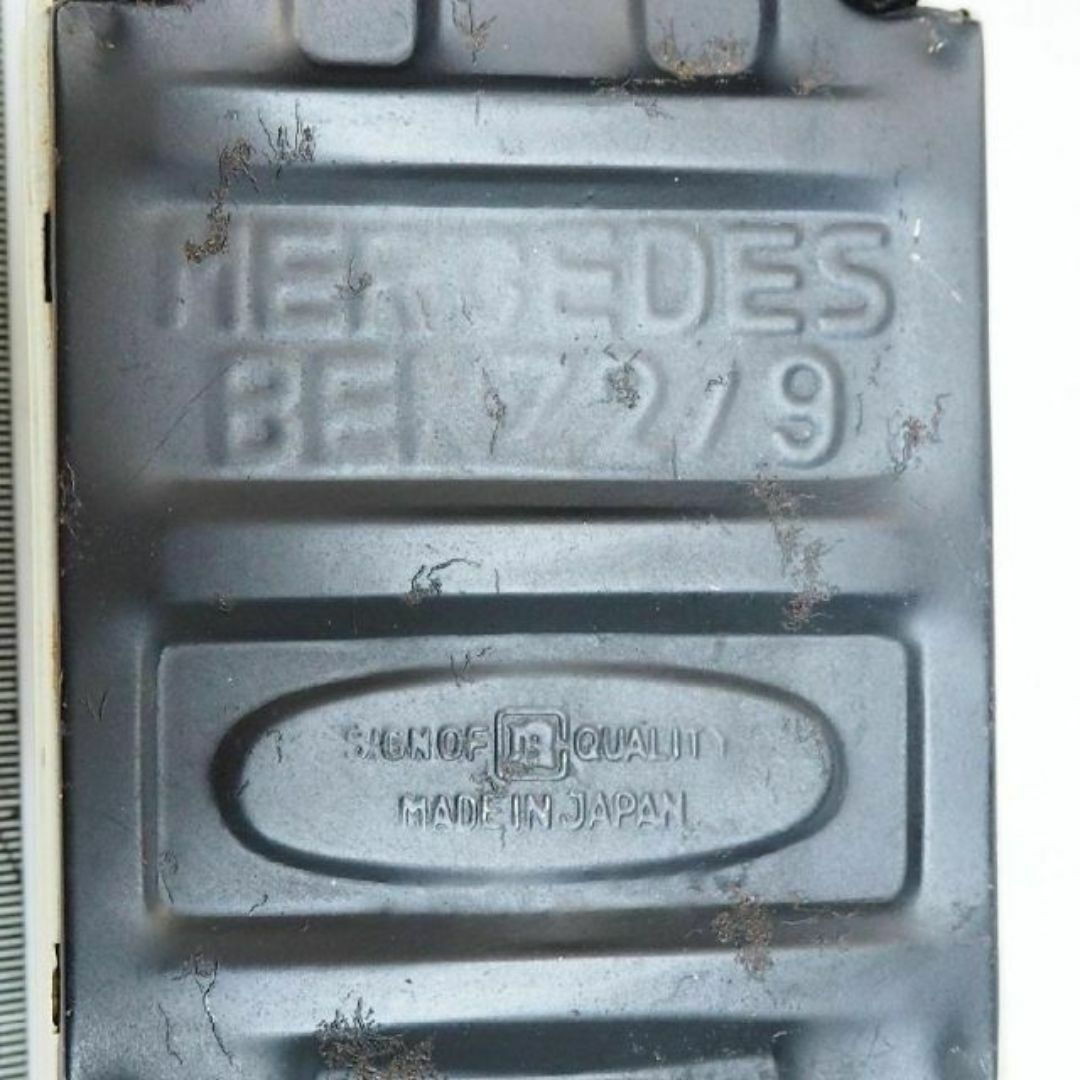 MERCEDES
BENZ 219
SIGN OF QUALITY
MADE IN JAPAN